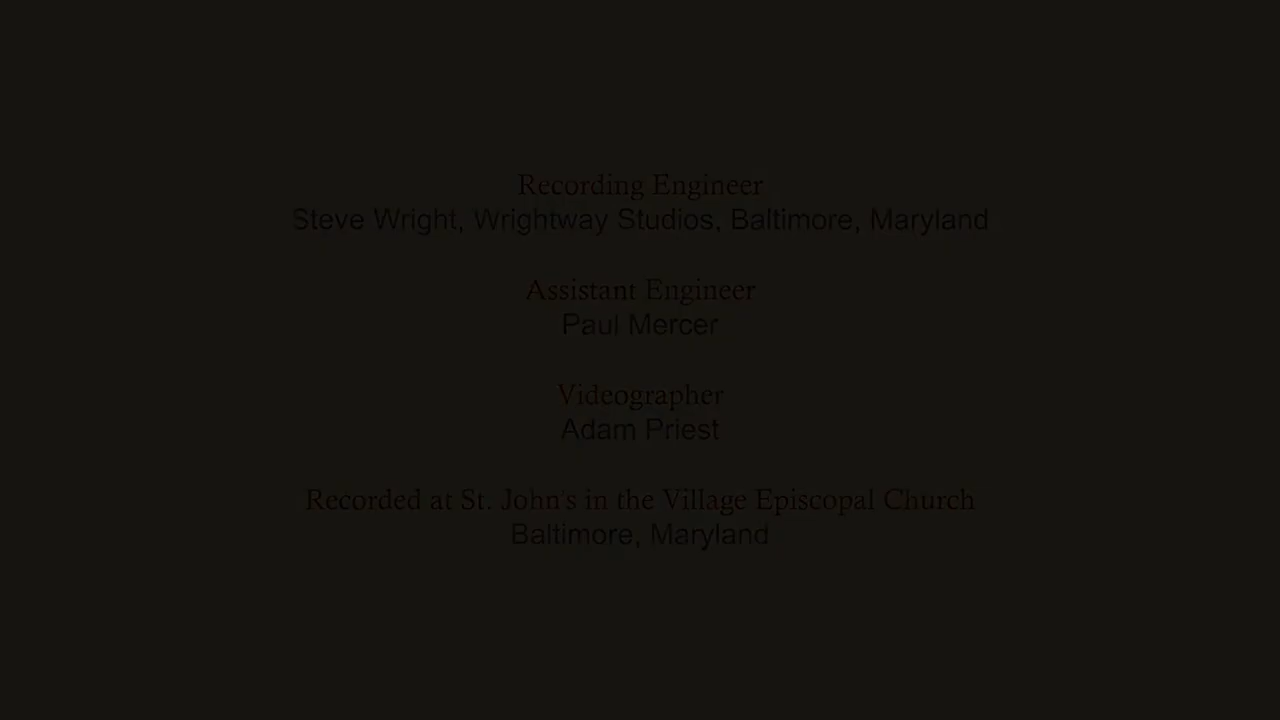 Recording Engineer
Steve Wright, Wrightway Studios, Baltimore, Maryland
Assistant Engineer
Paul Mercer
Videographer
Adam Priest
Recorded at St. John's in the Village Episcopal Church
Baltimore, Maryland